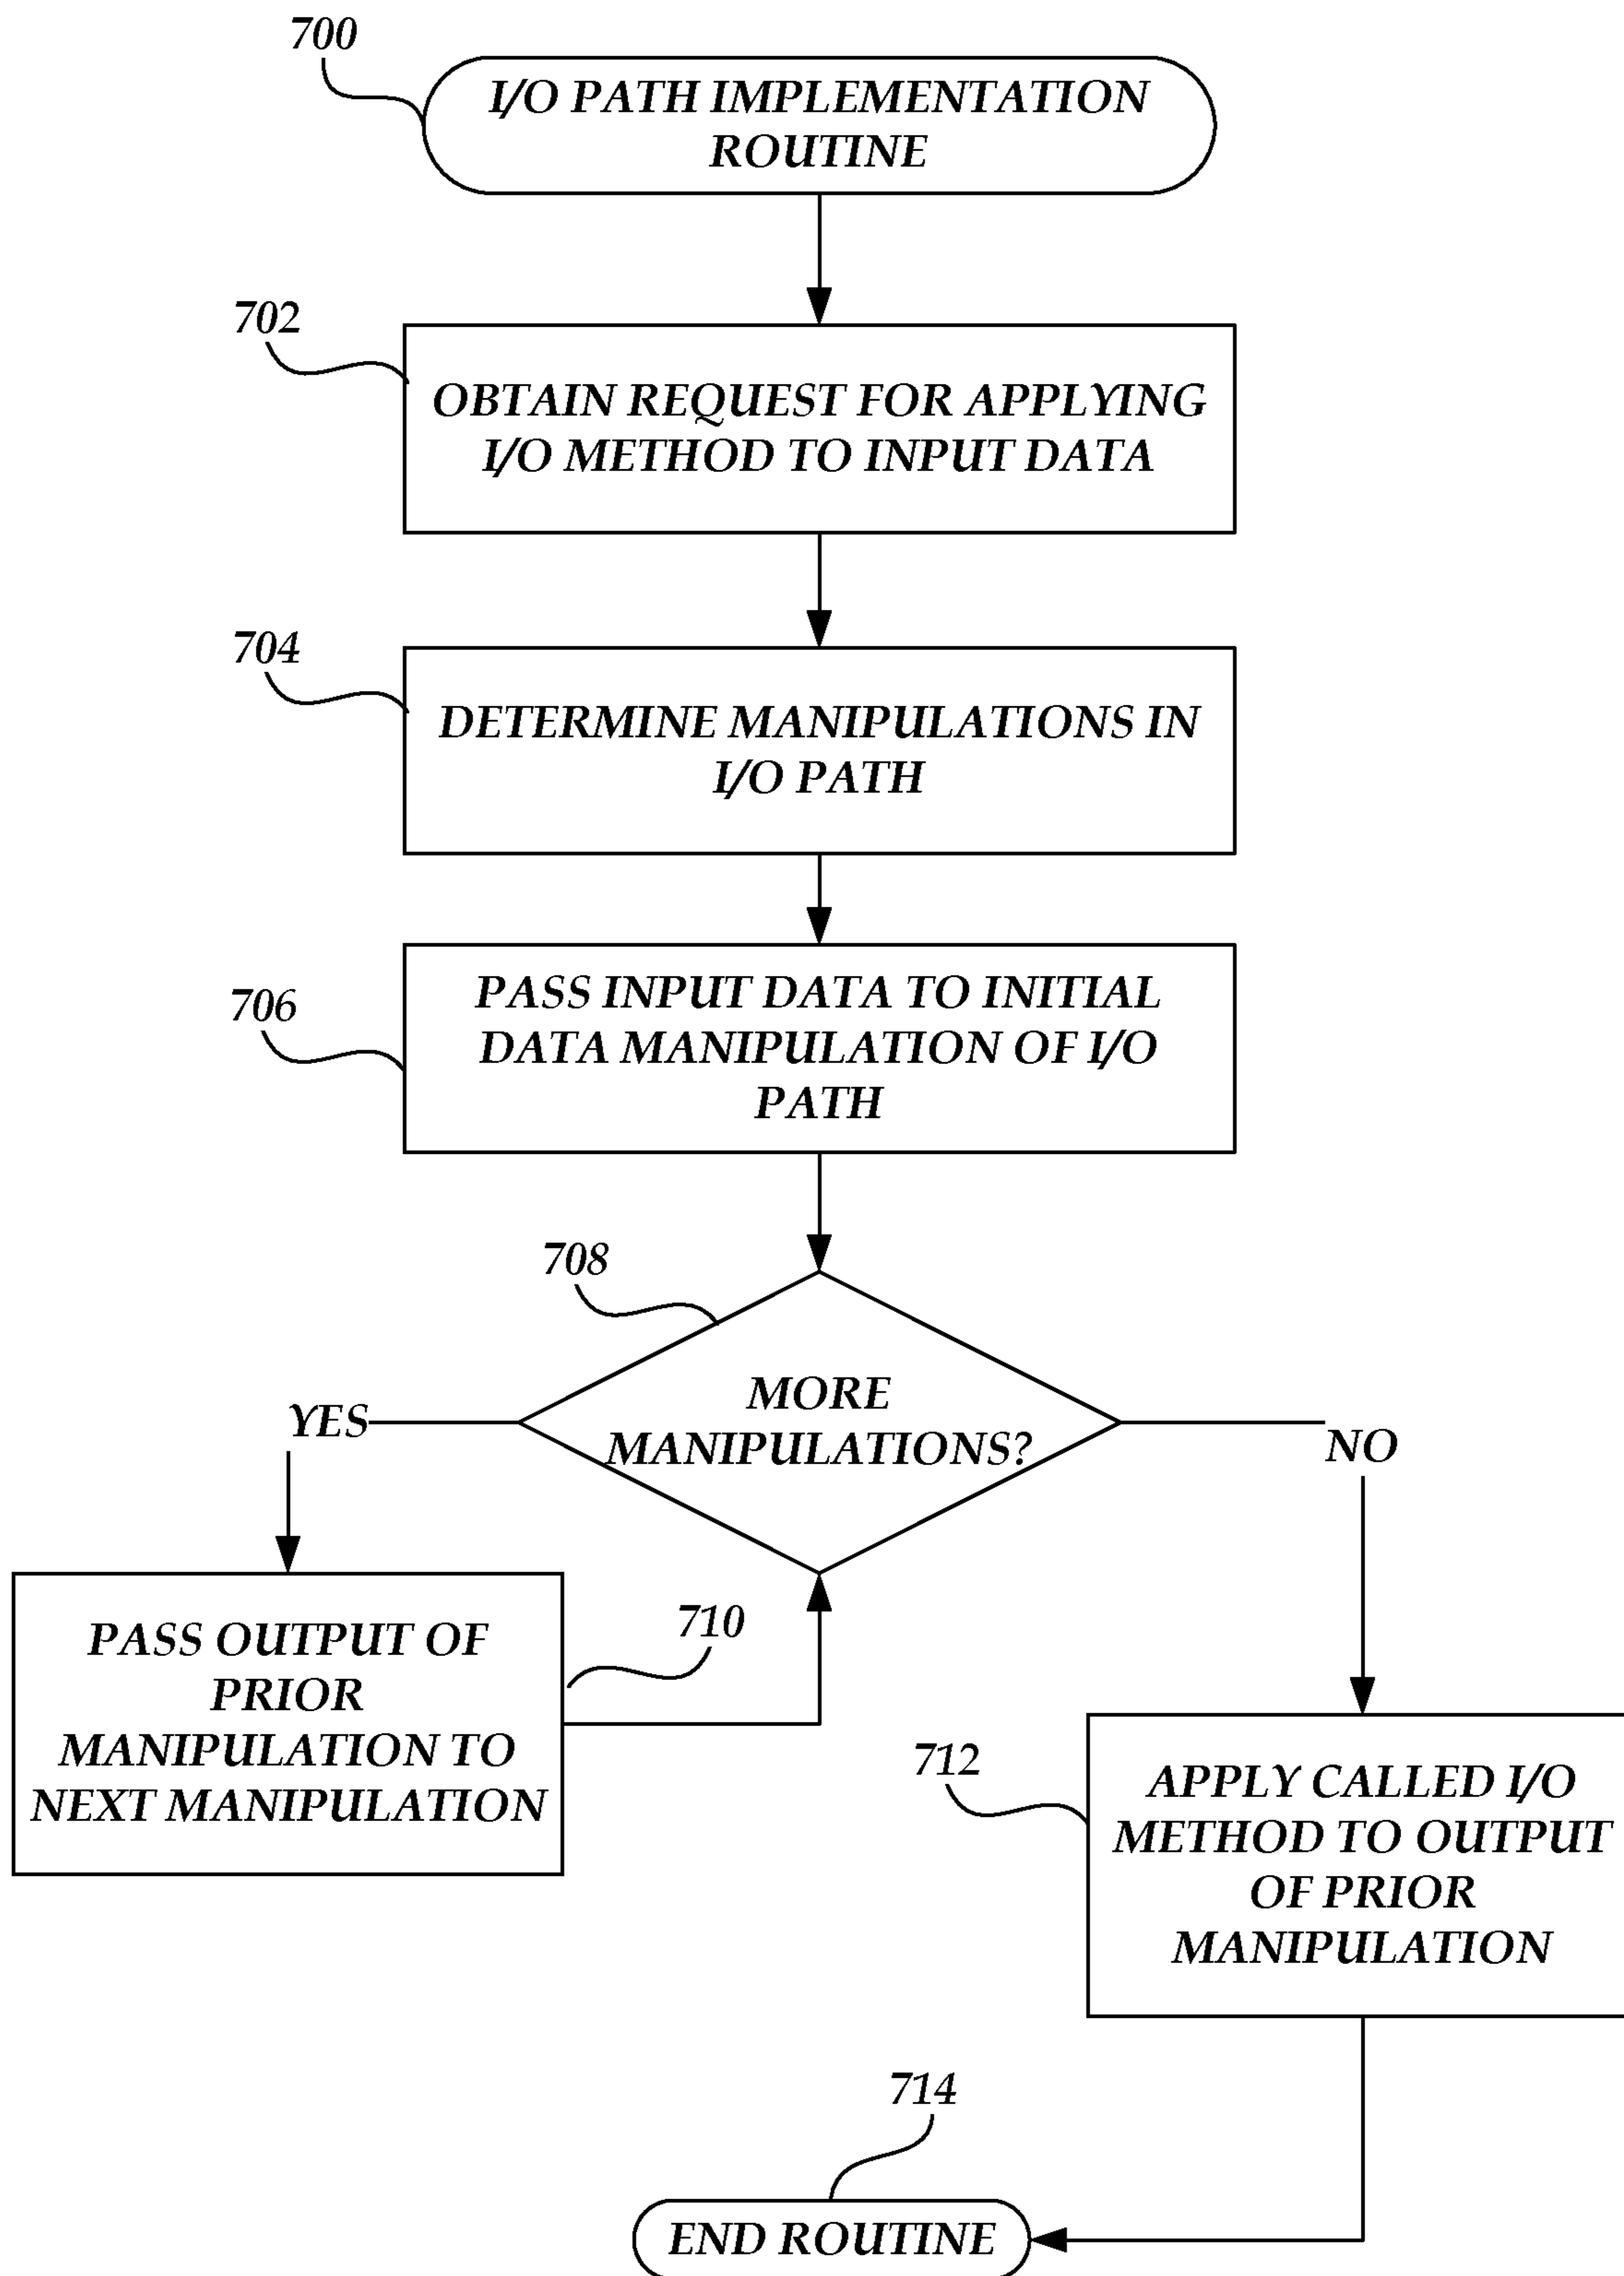 700
I/O PATH IMPLEMENTATION
ROUTINE
702
OBTAIN REQUEST FOR APPLYING
I/O METHOD TO INPUT DATA
704
DETERMINE MANIPULATIONS IN
I/O PATH
706
PASS INPUT DATA TO INITIAL
DATA MANIPULATION OF I/O
PATH
708
MORE
MANIPULATIONS?
YES
NO
710
PASS OUTPUT OF
PRIOR
MANIPULATION TO
NEXT MANIPULATION
712
APPLY CALLED I/O
METHOD TO OUTPUT
OF PRIOR
MANIPULATION
714
END ROUTINE